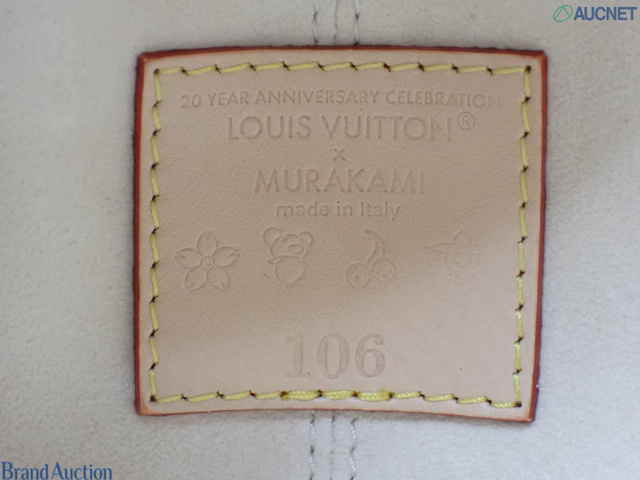 AUCNET
20 YEAR ANNIVERSARY CELEBRATION
LOUIS VUITTON®
x
MURAKAMI
made in Italy
106
Brand Auction